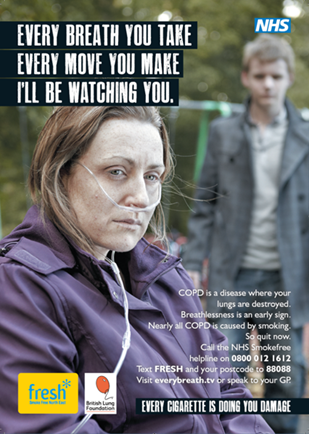 EVERY BREATH YOU TAKE
NHS
EVERY MOVE YOU MAKE
I'LL BE WATCHING YOU.
COPD is a disease where your
lungs are destroyed.
Breathlessness is an early sign.
Nearly all COPD is caused by smoking.
So quit now.
Call the NHS Smokefree
helpline on 0800 012 1612
Text FRESH and your postcode to 88088
Visit everybreath.tv or speak to your GP.
fresh*
British Lung
Foundation
EVERY CIGARETTE IS DOING YOU DAMAGE